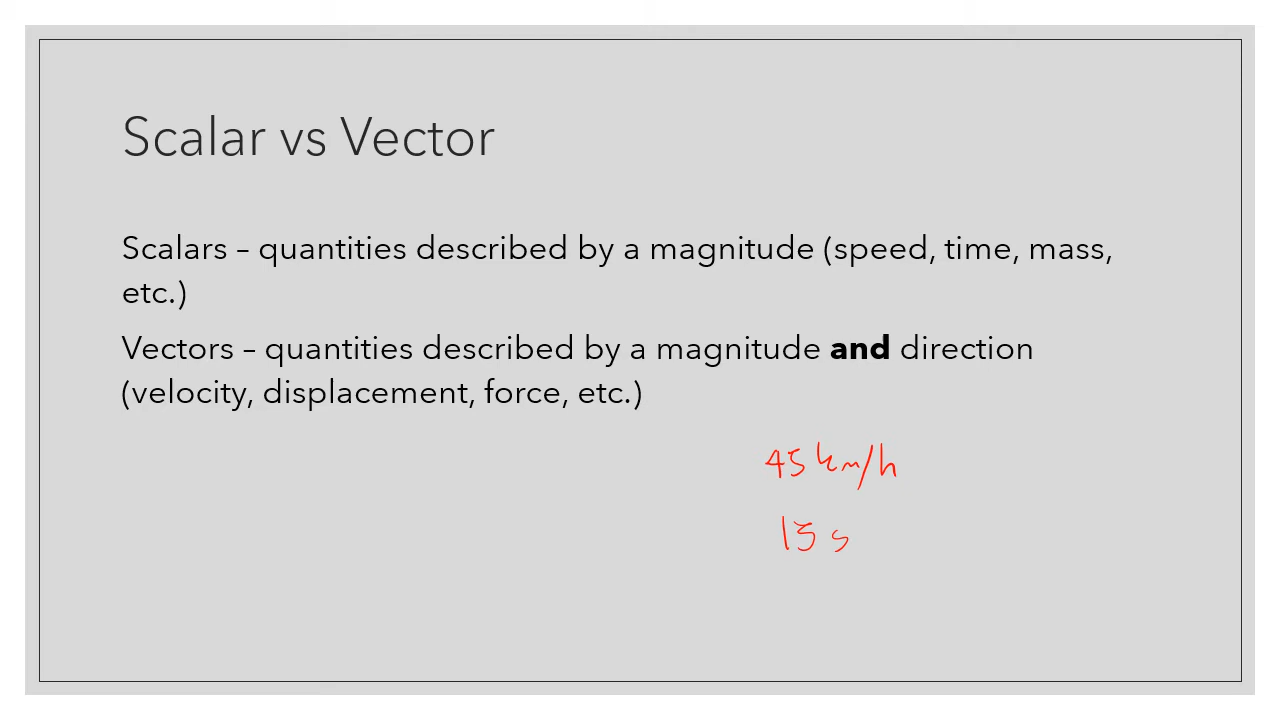 Scalar vs Vector
Scalars – quantities described by a magnitude (speed, time, mass,
etc.)
Vectors – quantities described by a magnitude and direction
(velocity, displacement, force, etc.)
45 km/h
15 s